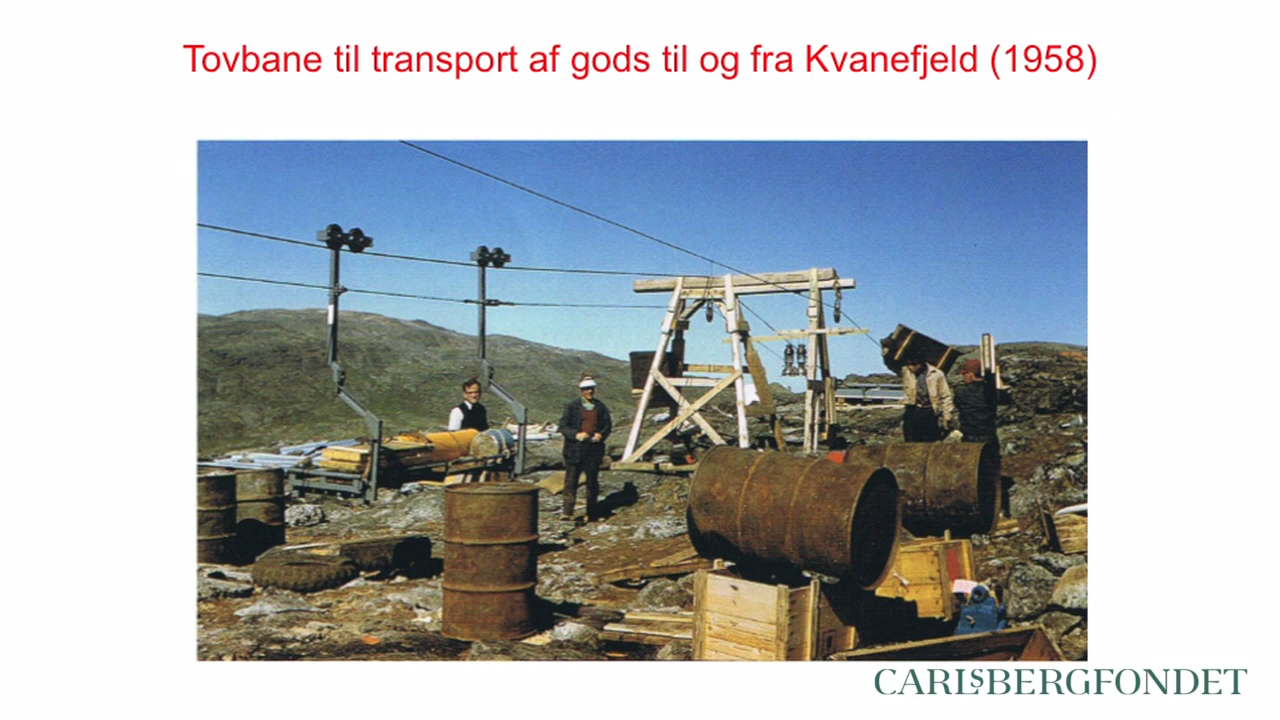 Tovbane til transport af gods til og fra Kvanefjeld (1958)
CARLSBERGFONDET